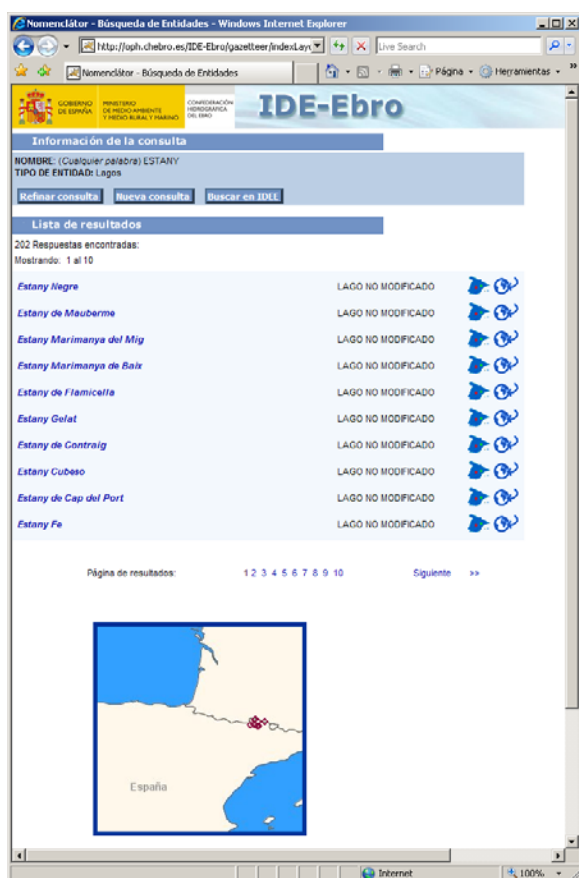 Nomenclátor - Búsqueda de Entidades - Windows Internet Explorer
http://oph.chebro.es/IDE-Ebro/gazetteer/indexLayo
Live Search
Nomenclátor - Búsqueda de Entidades
Página
Herramientas
»
GOBIERNO DE ESPAÑA
MINISTERIO DE MEDIO AMBIENTE Y MEDIO RURAL Y MARINO
CONFEDERACIÓN HIDROGRÁFICA DEL EBRO
IDE-Ebro
Información de la consulta
NOMBRE: (Cualquier palabra) ESTANY
TIPO DE ENTIDAD: Lagos
Refinar consulta Nueva consulta Buscar en IDEE
Lista de resultados
202 Respuestas encontradas:
Mostrando: 1 al 10
Estany Negre LAGO NO MODIFICADO
Estany de Mauberme LAGO NO MODIFICADO
Estany Marimanya del Mig LAGO NO MODIFICADO
Estany Marimanya de Baix LAGO NO MODIFICADO
Estany de Flamicella LAGO NO MODIFICADO
Estany Gelat LAGO NO MODIFICADO
Estany de Contraig LAGO NO MODIFICADO
Estany Cubeso LAGO NO MODIFICADO
Estany de Cap del Port LAGO NO MODIFICADO
Estany Fe LAGO NO MODIFICADO
Página de resultados: 1 2 3 4 5 6 7 8 9 10 Siguiente >>
España
Internet 100%